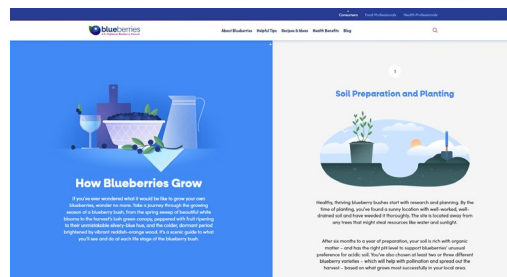 Consumers Food Professionals Health Professionals
blueberries
About Blueberries Helpful Tips Recipes & Ideas Health Benefits Blog
How Blueberries Grow
If you've ever wondered what it would be like to grow your own
blueberries, wonder no more. Take a journey through the growing
season of a blueberry bush, from the spring sweep of beautiful white
blooms to the harvest's lush green canopy, peppered with fruit ripening
to their unmistakable silvery-blue hue, and the colder, dormant period
brightened by vibrant reddish-orange wood. It's a scenic guide to what
you'll see and do at each life stage of the blueberry bush.
1
Soil Preparation and Planting
Healthy, thriving blueberry bushes start with research and planning. By the
time of planting, you've found a sunny location with well-worked, well-
drained soil and have weeded it thoroughly. The site is located away from
any trees that might steal resources like water and sunlight.
After six months to a year of preparation, your soil is rich with organic
matter – and has the right pH level to support blueberries' unusual
preference for acidic soil. You've also chosen at least two or three different
blueberry varieties – which will help with pollination and spread out the
harvest – based on what grows most successfully in your local area.